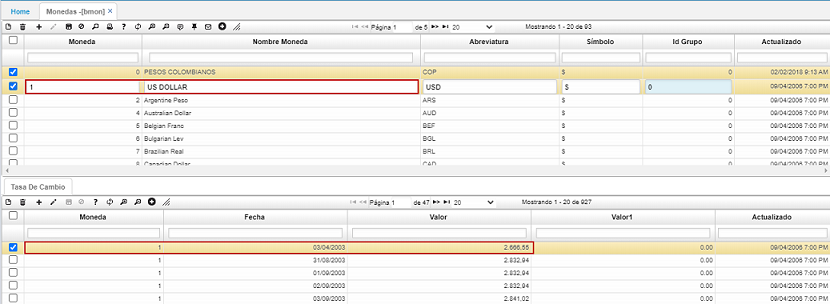 Home Monedas -[bmon] ×
Página 1 de 5 20 Mostrando 1 - 20 de 93
Moneda Nombre Moneda Abreviatura Símbolo Id Grupo Actualizado
0 PESOS COLOMBIANOS COP $ 0 02/02/2018 9:13 AM
1 US DOLLAR USD $ 0 09/04/2006 7:00 PM
2 Argentine Peso ARS $ 0 09/04/2006 7:00 PM
4 Australian Dollar AUD $ 0 09/04/2006 7:00 PM
5 Belgian Franc BEF $ 0 09/04/2006 7:00 PM
6 Bulgarian Lev BGL $ 0 09/04/2006 7:00 PM
7 Brazilian Real BRL $ 0 09/04/2006 7:00 PM
8 Canadian Dollar CAD $ 0 09/04/2006 7:00 PM
Tasa De Cambio
Página 1 de 47 20 Mostrando 1 - 20 de 927
Moneda Fecha Valor Valor1 Actualizado
1 03/04/2003 2.666,55 0.00 09/04/2006 7:00 PM
1 31/08/2003 2.832,94 0.00 09/04/2006 7:00 PM
1 01/09/2003 2.832,94 0.00 09/04/2006 7:00 PM
1 02/09/2003 2.832,94 0.00 09/04/2006 7:00 PM
1 03/09/2003 2.841,02 0.00 09/04/2006 7:00 PM